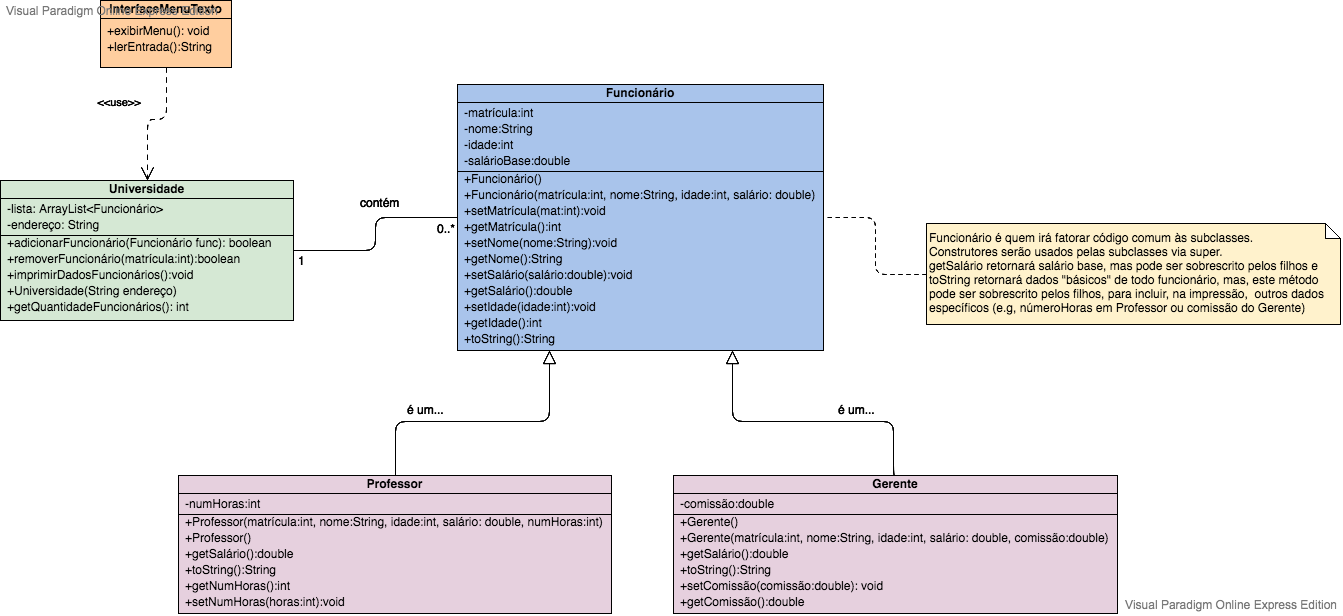 Visual Paradigm Online Express Edition
InterfaceMenuTexto
+exibirMenu(): void
+lerEntrada():String
<<use>>
Universidade
-lista: ArrayList<Funcionário>
-endereço: String
+adicionarFuncionário(Funcionário func): boolean
+removerFuncionário(matrícula:int):boolean
+imprimirDadosFuncionários():void
+Universidade(String endereço)
+getQuantidadeFuncionários(): int
contém
0..*
1
Funcionário
-matrícula:int
-nome:String
-idade:int
-salárioBase:double
+Funcionário()
+Funcionário(matrícula:int, nome:String, idade:int, salário: double)
+setMatrícula(mat:int):void
+getMatrícula():int
+setNome(nome:String):void
+getNome():String
+setSalário(salário:double):void
+getSalário():double
+setIdade(idade:int):void
+getIdade():int
+toString():String
Funcionário é quem irá fatorar código comum às subclasses.
Construtores serão usados pelas subclasses via super.
getSalário retornará salário base, mas pode ser sobrescrito pelos filhos e
toString retornará dados "básicos" de todo funcionário, mas, este método
pode ser sobrescrito pelos filhos, para incluir, na impressão, outros dados
específicos (e.g, númeroHoras em Professor ou comissão do Gerente)
é um...
é um...
Professor
-numHoras:int
+Professor(matrícula:int, nome:String, idade:int, salário: double, numHoras:int)
+Professor()
+getSalário():double
+toString():String
+getNumHoras():int
+setNumHoras(horas:int):void
Gerente
-comissão:double
+Gerente()
+Gerente(matrícula:int, nome:String, idade:int, salário: double, comissão:double)
+getSalário():double
+toString():String
+setComissão(comissão:double): void
+getComissão():double
Visual Paradigm Online Express Edition